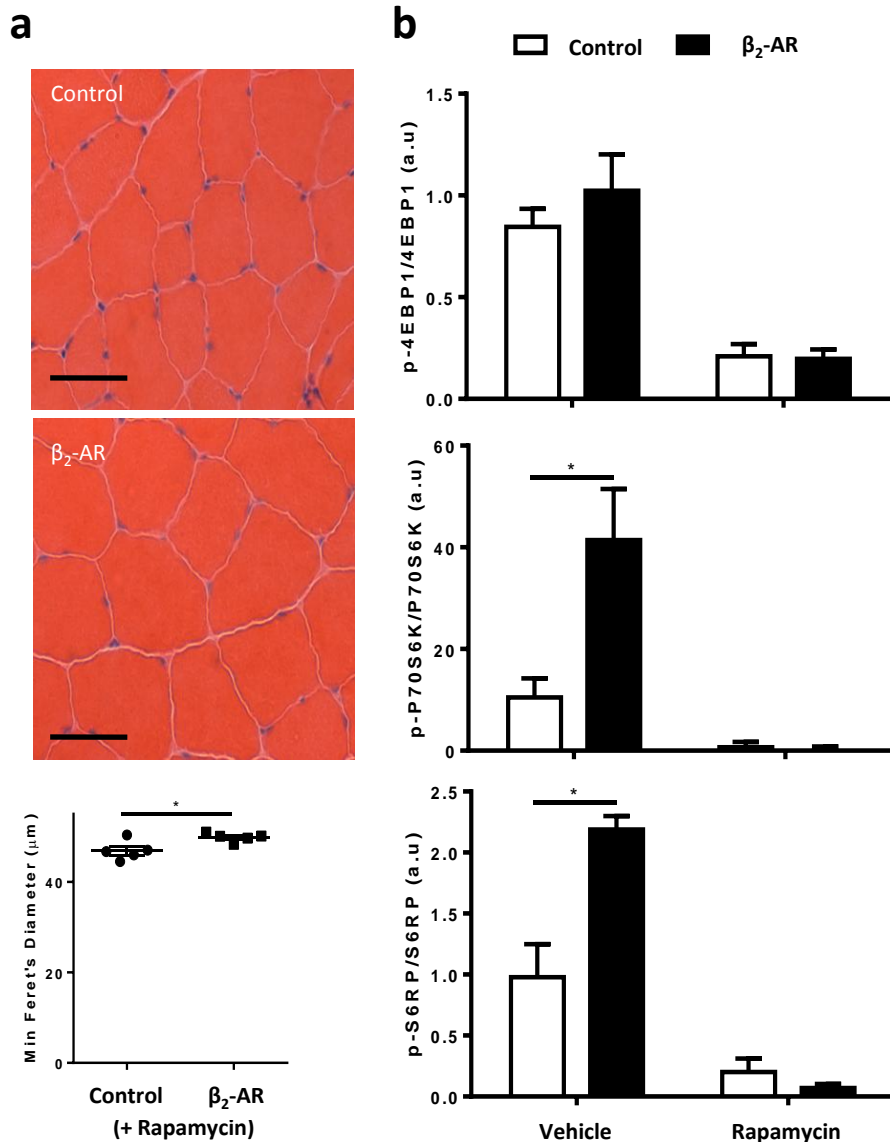 a
Control
β₂-AR
*
Min Feret's Diameter (μm)
40
20
0
Control
β₂-AR
(+ Rapamycin)
b
Control
β₂-AR
p-4EBP1/4EBP1 (a.u)
1.5
1.0
0.5
0.0
p-P70S6K/P70S6K (a.u)
60
40
20
0
*
p-S6RP/S6RP (a.u)
2.5
2.0
1.5
1.0
0.5
0.0
*
Vehicle
Rapamycin